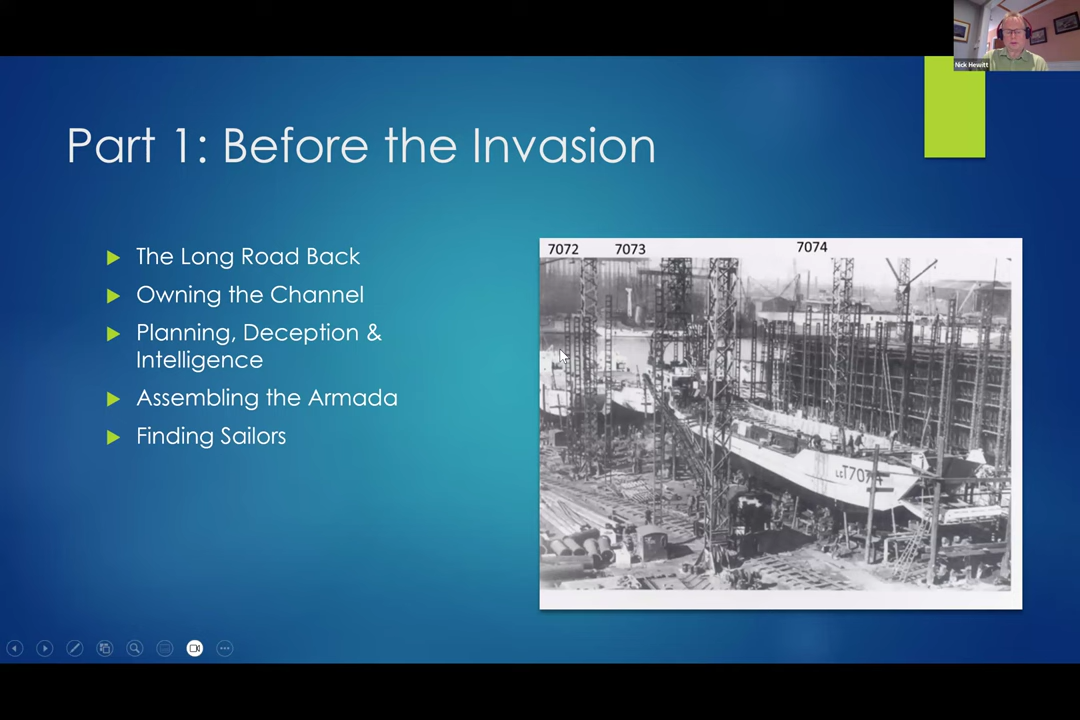 Nick Hewitt
Part 1: Before the Invasion
The Long Road Back
Owning the Channel
Planning, Deception &
Intelligence
Assembling the Armada
Finding Sailors
7072 7073 7074